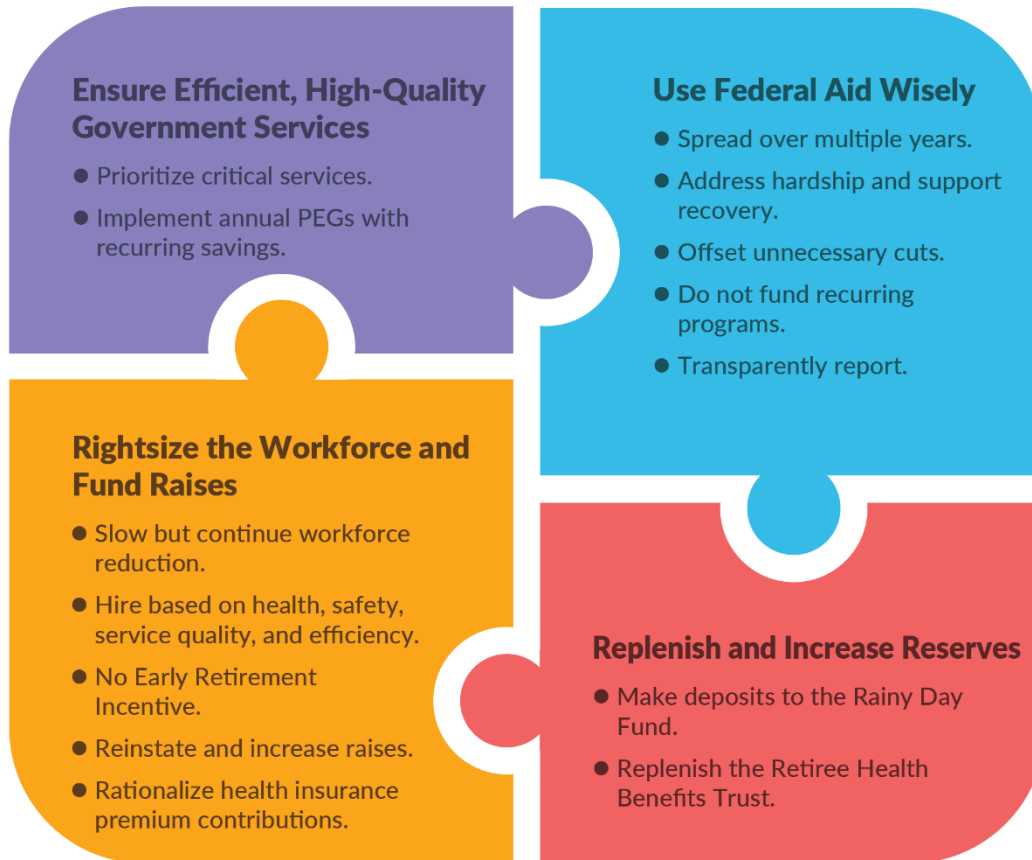 Ensure Efficient, High-Quality
Government Services
● Prioritize critical services.
● Implement annual PEGs with
recurring savings.
Use Federal Aid Wisely
● Spread over multiple years.
● Address hardship and support
recovery.
● Offset unnecessary cuts.
● Do not fund recurring
programs.
● Transparently report.
Rightsize the Workforce and
Fund Raises
● Slow but continue workforce
reduction.
● Hire based on health, safety,
service quality, and efficiency.
● No Early Retirement
Incentive.
● Reinstate and increase raises.
● Rationalize health insurance
premium contributions.
Replenish and Increase Reserves
● Make deposits to the Rainy Day
Fund.
● Replenish the Retiree Health
Benefits Trust.